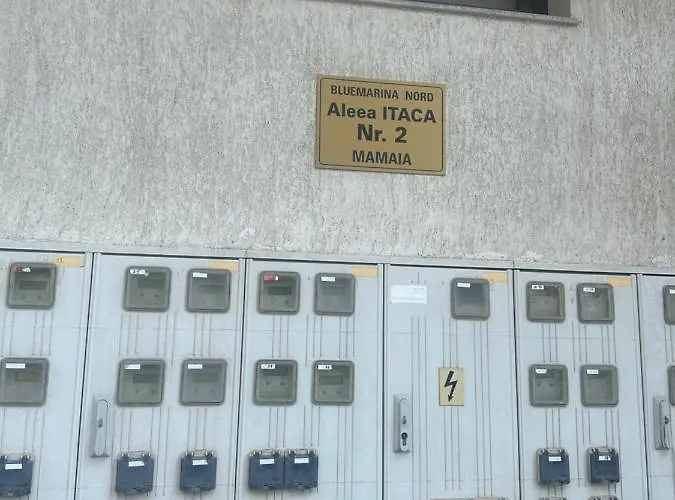 BLUEMARINA NORD
Aleea ITACA
Nr. 2
MAMAIA